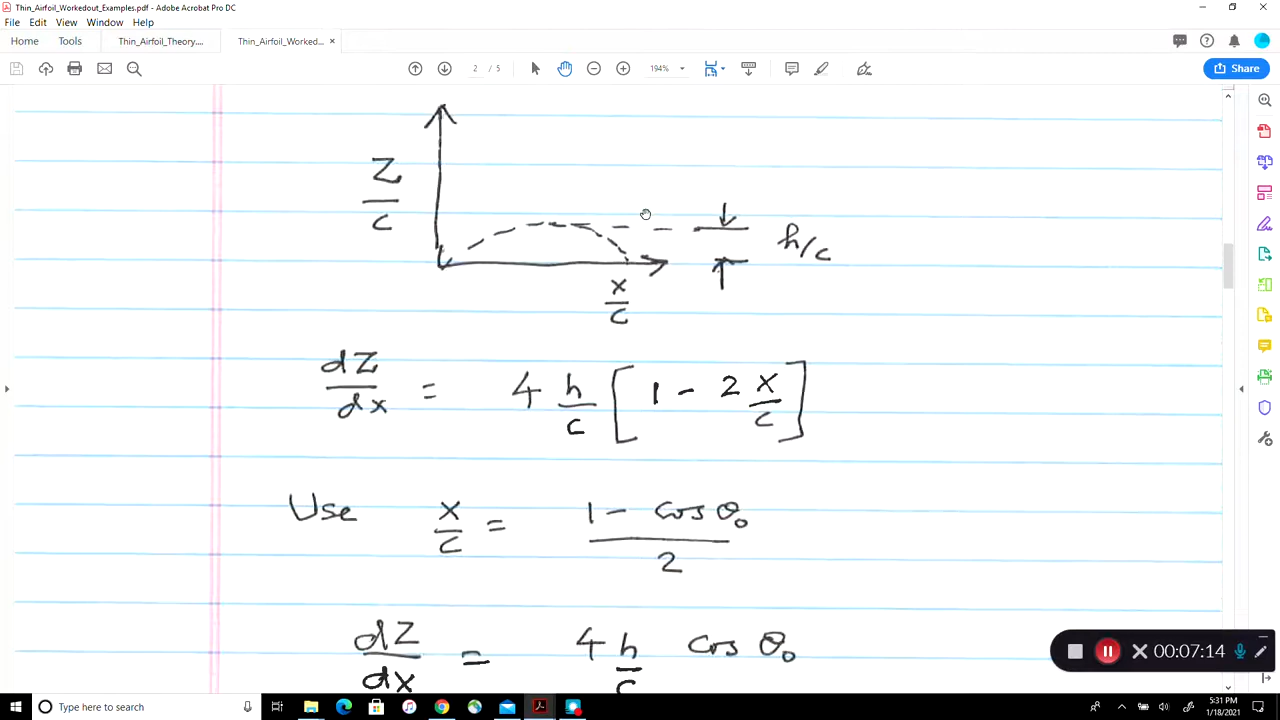 Thin_Airfoil_Workedout_Examples.pdf - Adobe Acrobat Pro DC
File Edit View Window Help
Home Tools Thin_Airfoil_Theory.... Thin_Airfoil_Worked... ×
2 / 5 194% Share
Z/c
h/c
x/c
dZ/dx = 4 h/c [1 - 2 x/c]
Use x/c = (1 - cos θ₀)/2
dZ/dx = 4 h/c cos θ₀
00:07:14
Type here to search
5:31 PM
1/18/2021